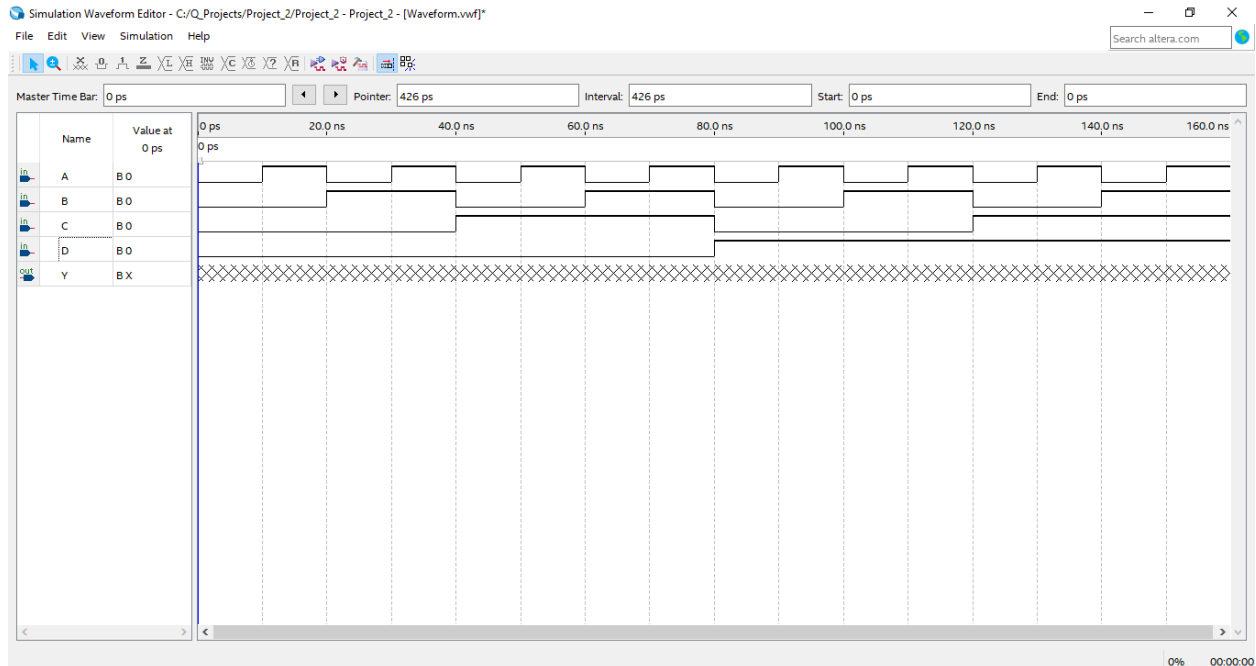 Simulation Waveform Editor - C:/Q_Projects/Project_2/Project_2 - Project_2 - [Waveform.vwf]*
File Edit View Simulation Help
Search altera.com
Master Time Bar: 0 ps Pointer: 426 ps Interval: 426 ps Start: 0 ps End: 0 ps
Name
Value at
0 ps
0 ps 20.0 ns 40.0 ns 60.0 ns 80.0 ns 100.0 ns 120.0 ns 140.0 ns 160.0 ns
0 ps
in A B 0
in B B 0
in C B 0
in D B 0
out Y B X
0% 00:00:00